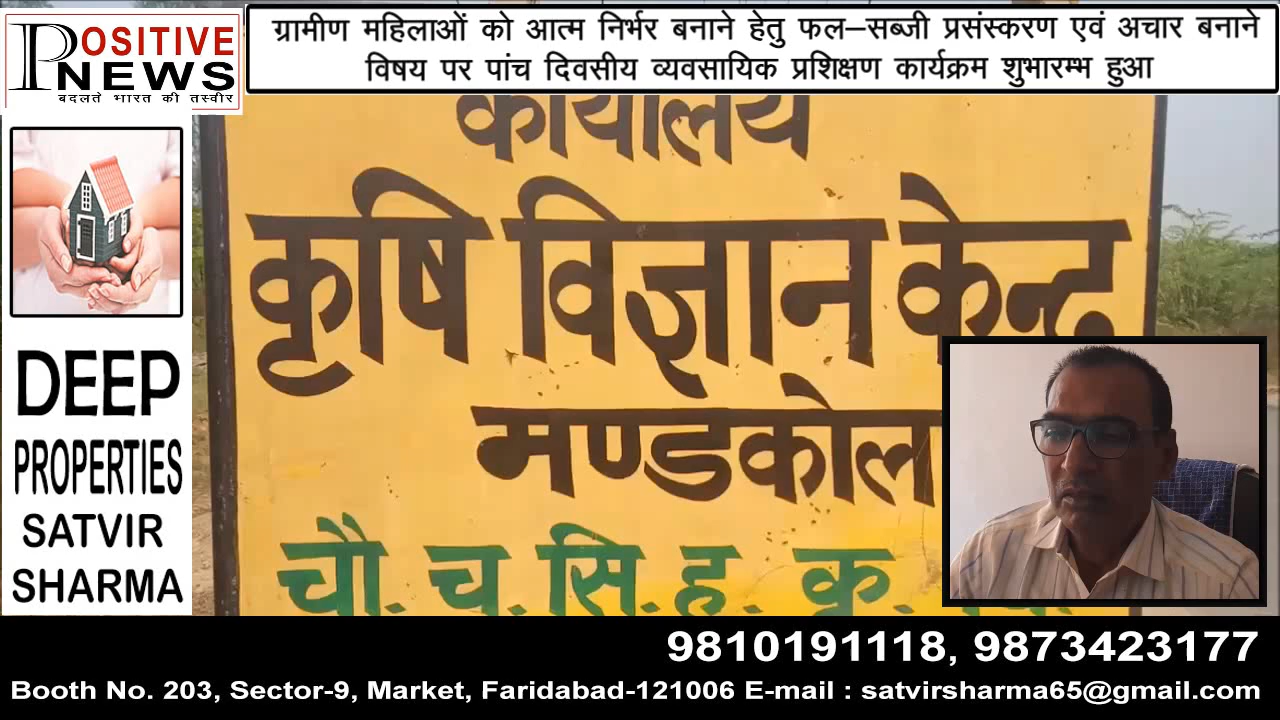 POSITIVE
NEWS
बदलते भारत की तस्वीर
ग्रामीण महिलाओं को आत्म निर्भर बनाने हेतु फल–सब्जी प्रसंस्करण एवं अचार बनाने
विषय पर पांच दिवसीय व्यवसायिक प्रशिक्षण कार्यक्रम शुभारम्भ हुआ
कार्यालय
कृषि विज्ञान केन्द्र
मण्डकोला
चौ. च. सि. ह. कृ.
DEEP
PROPERTIES
SATVIR
SHARMA
9810191118, 9873423177
Booth No. 203, Sector-9, Market, Faridabad-121006 E-mail : satvirsharma65@gmail.com